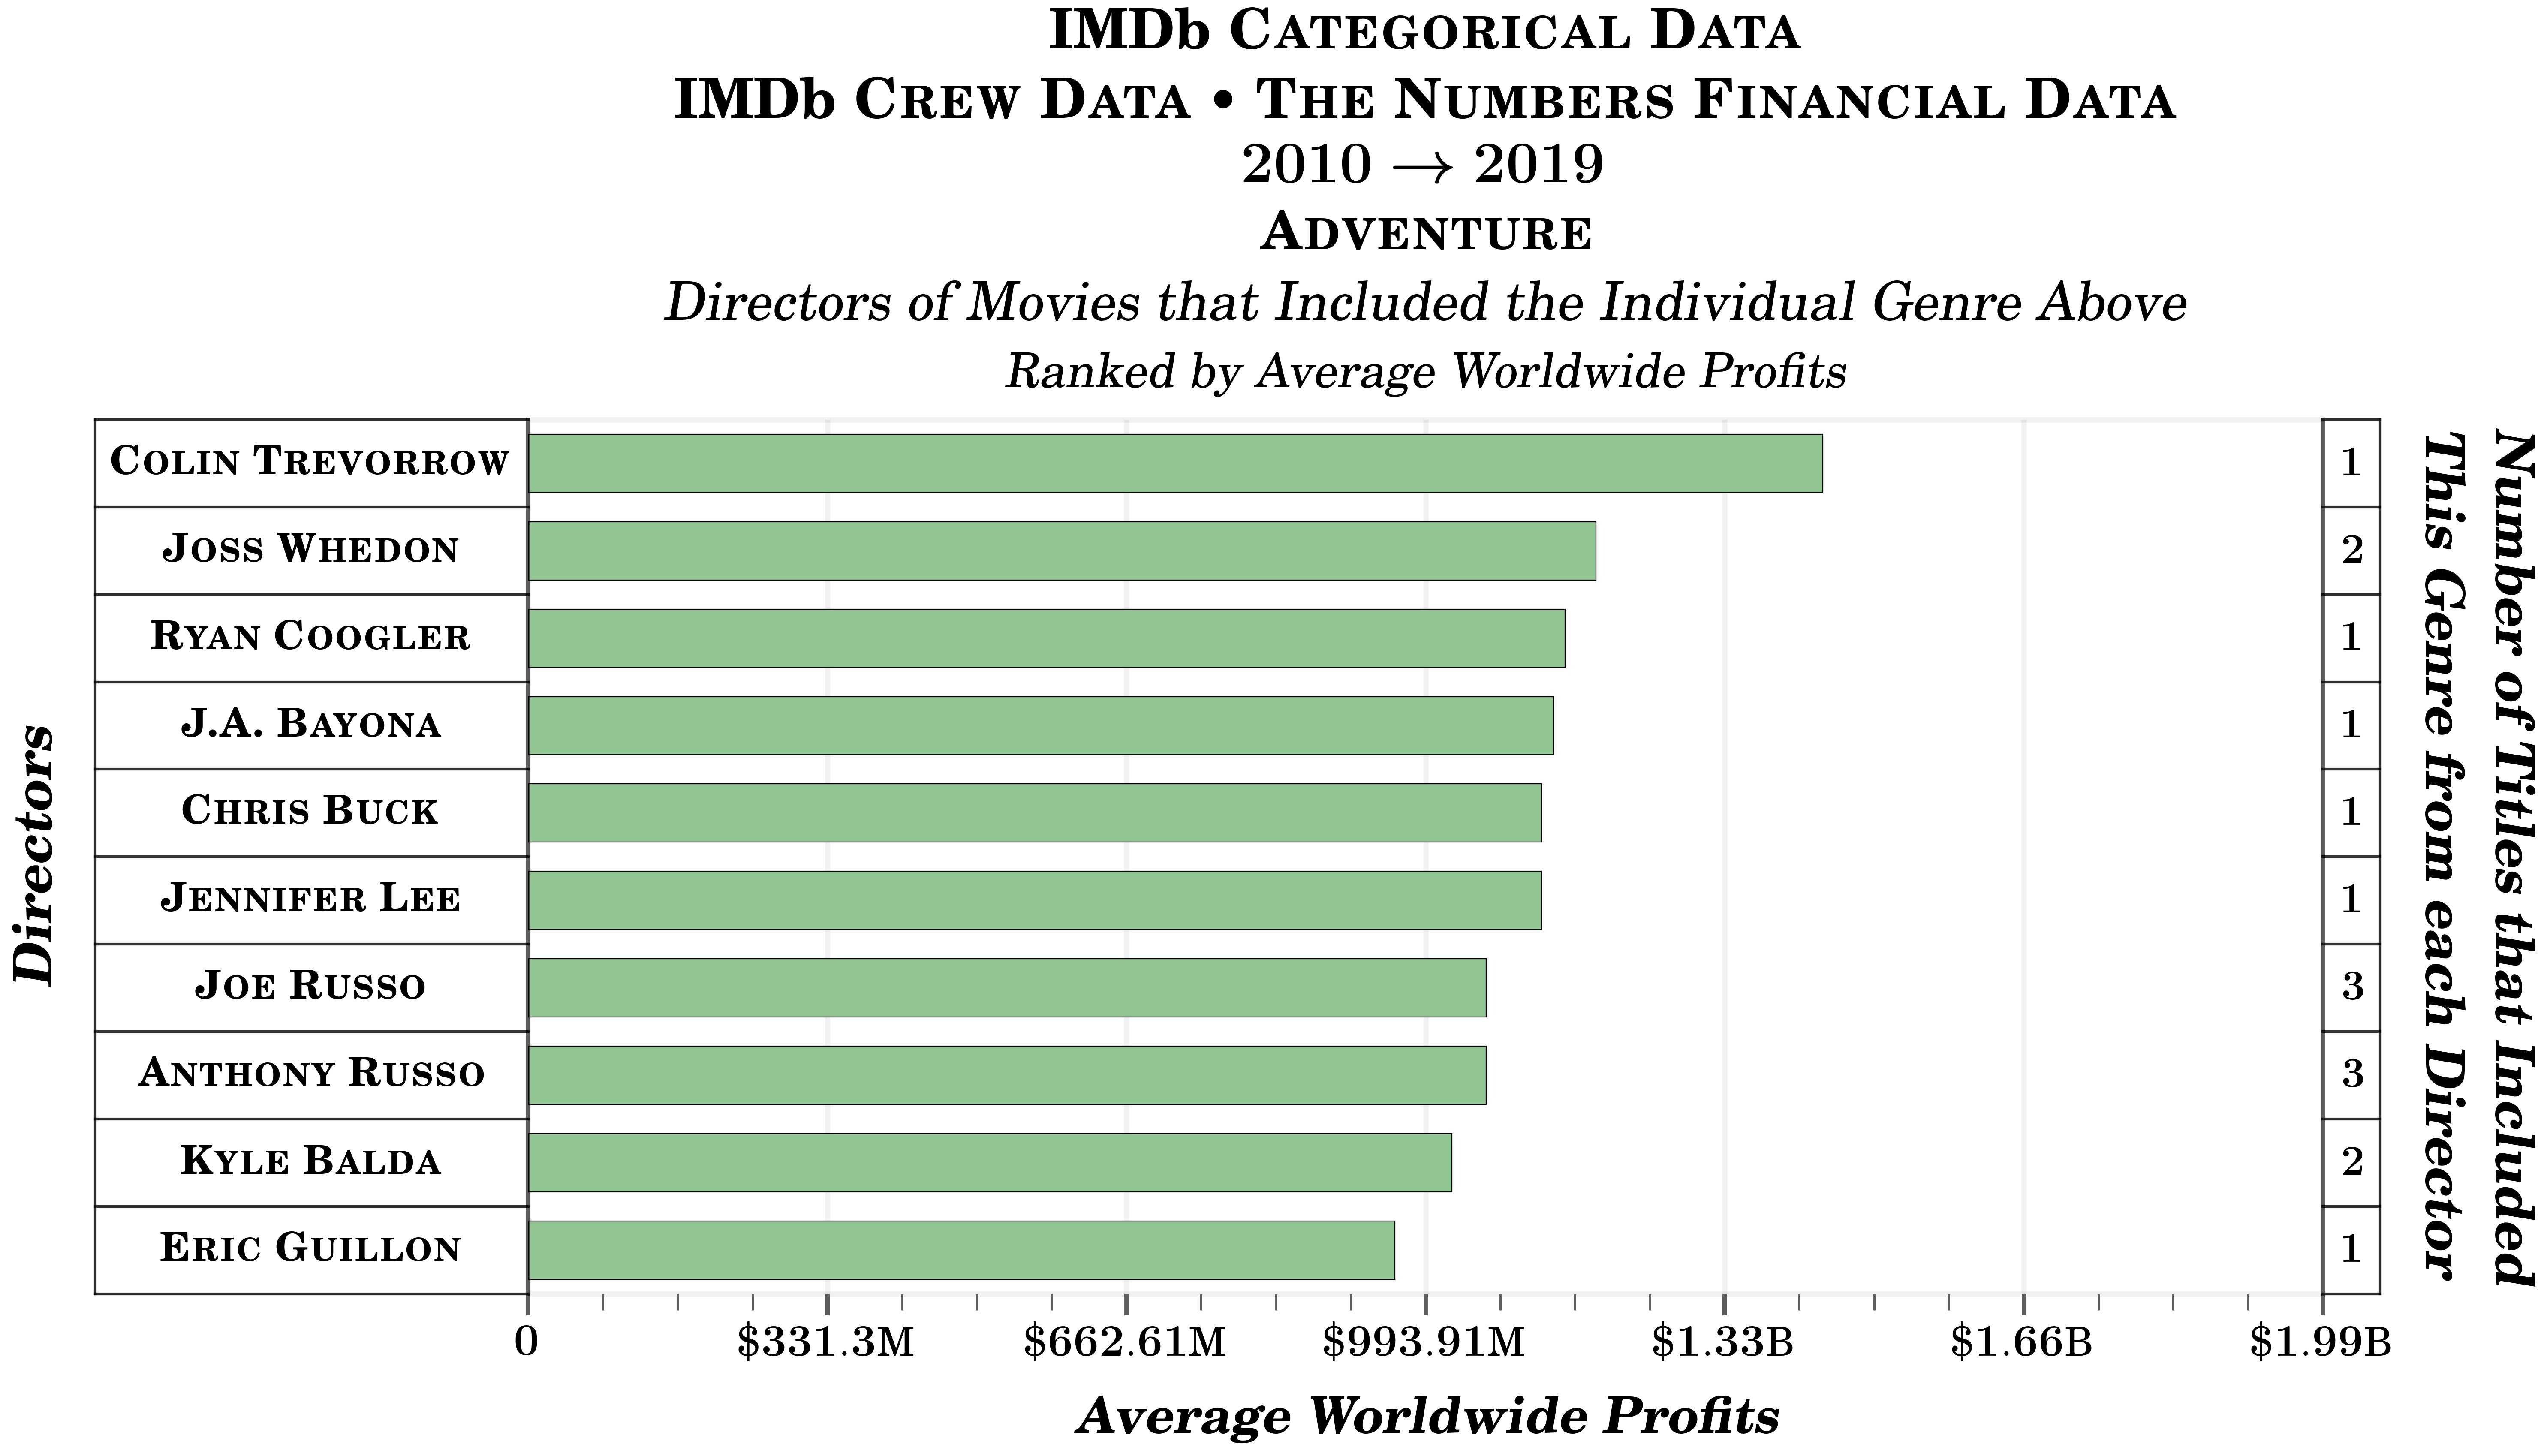 IMDb Categorical Data
IMDb Crew Data • The Numbers Financial Data
2010 → 2019
Adventure
Directors of Movies that Included the Individual Genre Above
Ranked by Average Worldwide Profits
Directors
Colin Trevorrow
1
Joss Whedon
2
Ryan Coogler
1
J.A. Bayona
1
Chris Buck
1
Jennifer Lee
1
Joe Russo
3
Anthony Russo
3
Kyle Balda
2
Eric Guillon
1
Number of Titles that Included
This Genre from each Director
0 $331.3M $662.61M $993.91M $1.33B $1.66B $1.99B
Average Worldwide Profits